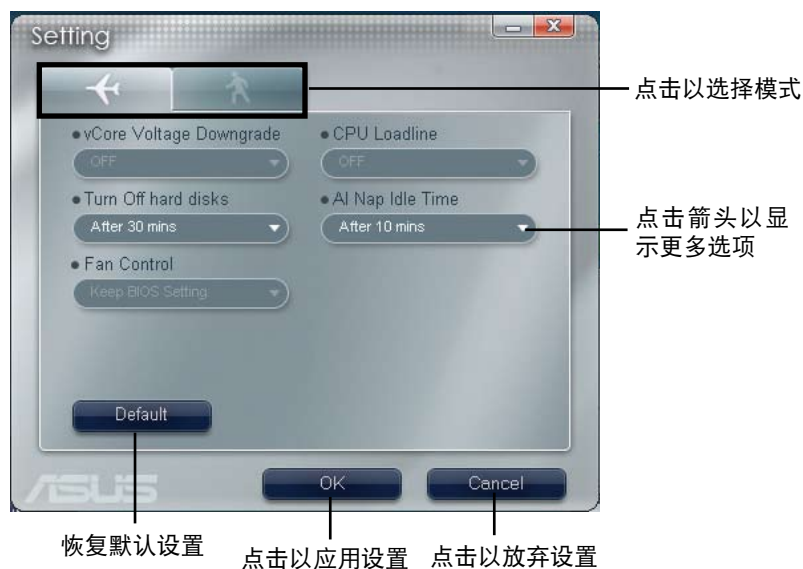 Setting
点击以选择模式
vCore Voltage Downgrade
CPU Loadline
OFF
OFF
Turn Off hard disks
AI Nap Idle Time
After 30 mins
After 10 mins
点击箭头以显
示更多选项
Fan Control
Keep BIOS Setting
Default
ASUS
OK
Cancel
恢复默认设置
点击以应用设置
点击以放弃设置